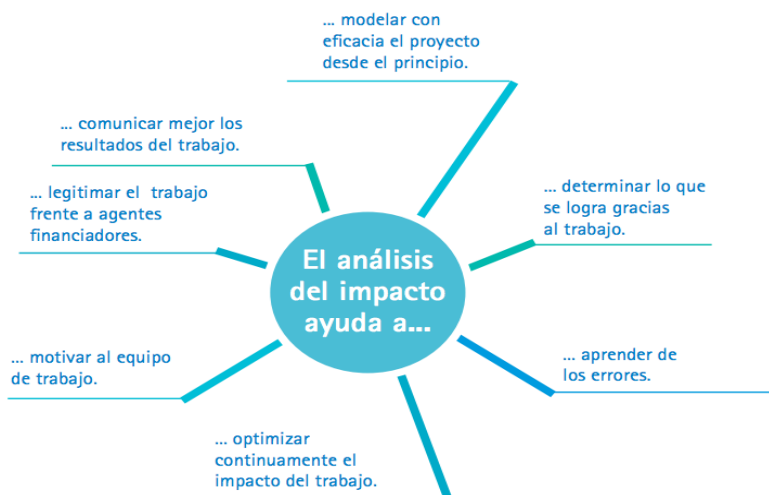 ... modelar con
eficacia el proyecto
desde el principio.
... comunicar mejor los
resultados del trabajo.
... legitimar el trabajo
frente a agentes
financiadores.
... determinar lo que
se logra gracias
al trabajo.
El análisis
del impacto
ayuda a...
... motivar al equipo
de trabajo.
... aprender de
los errores.
... optimizar
continuamente el
impacto del trabajo.